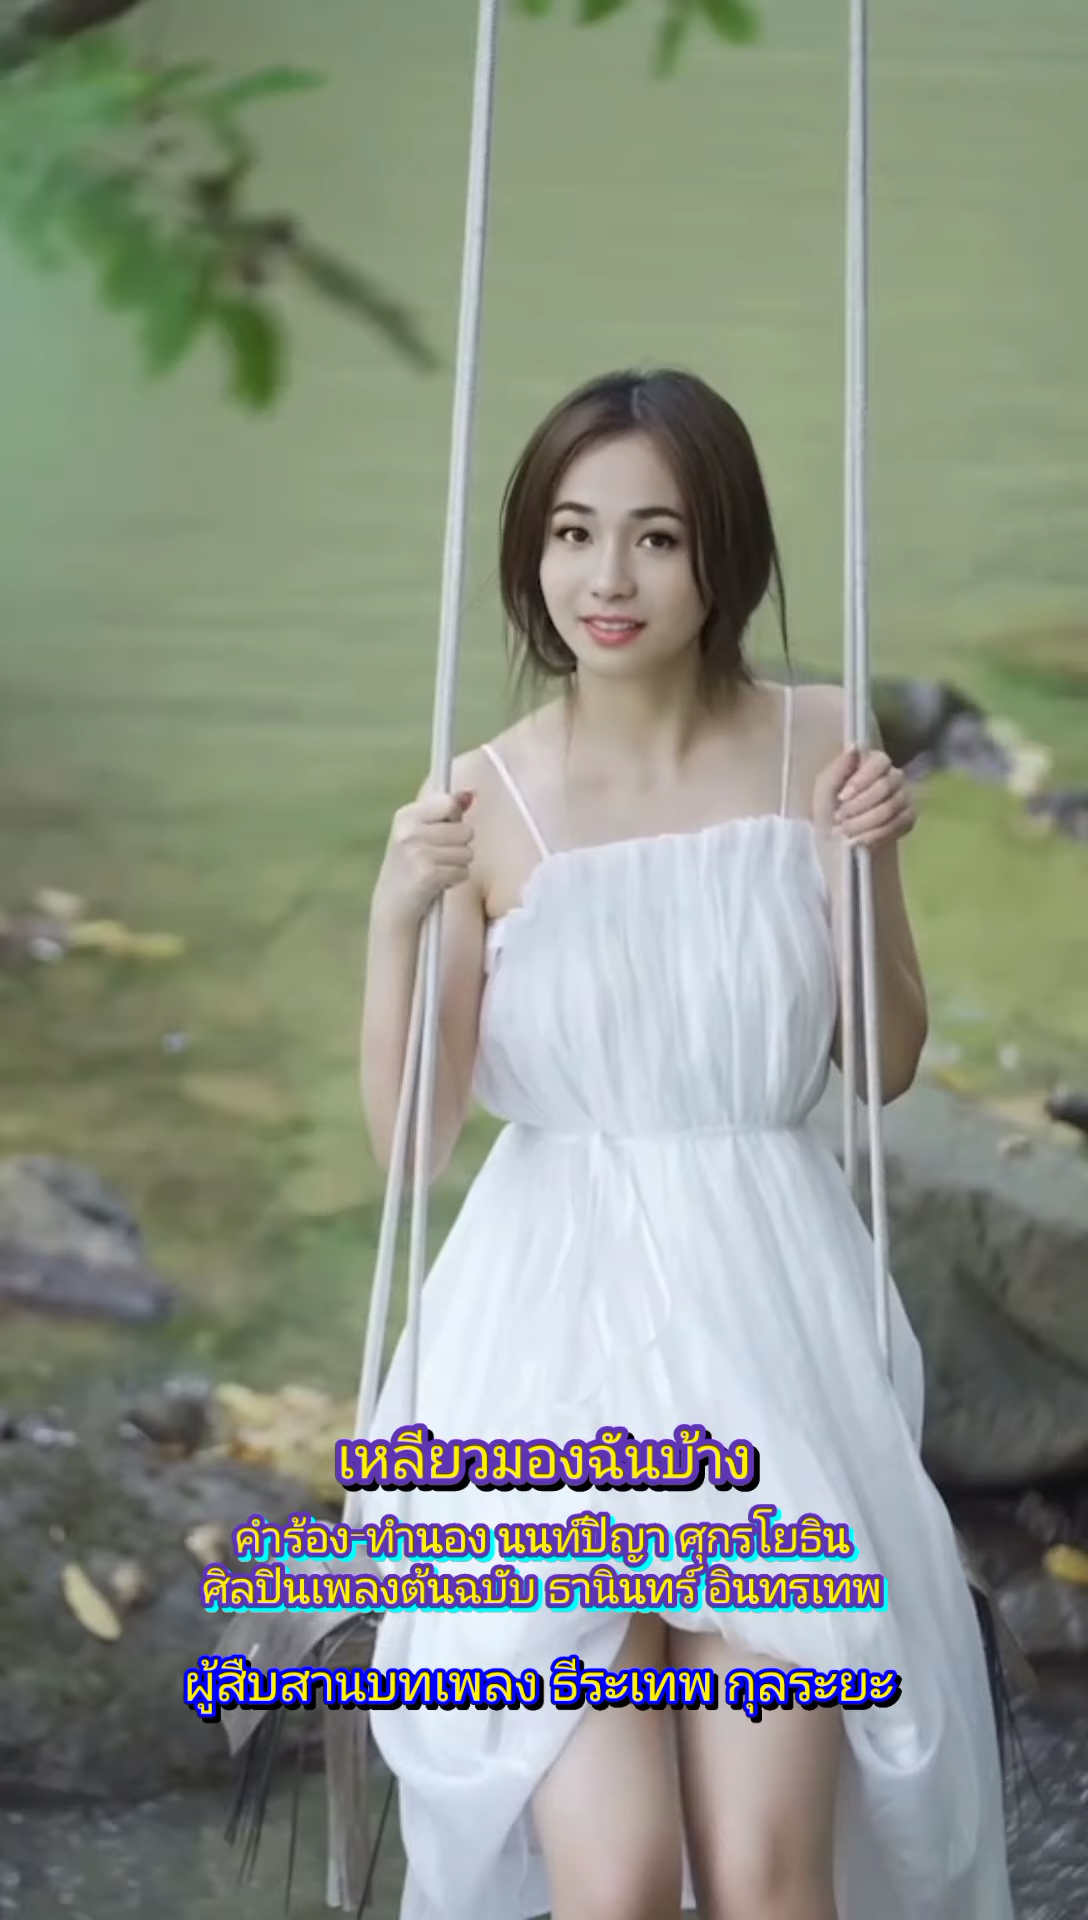 เหลียวมองฉันบ้าง
คำร้อง-ทำนอง นนท์ปิญา ศุกรโยธิน
ศิลปินเพลงต้นฉบับ ธานินทร์ อินทรเทพ
ผู้สืบสานบทเพลง ธีระเทพ กุลระยะ